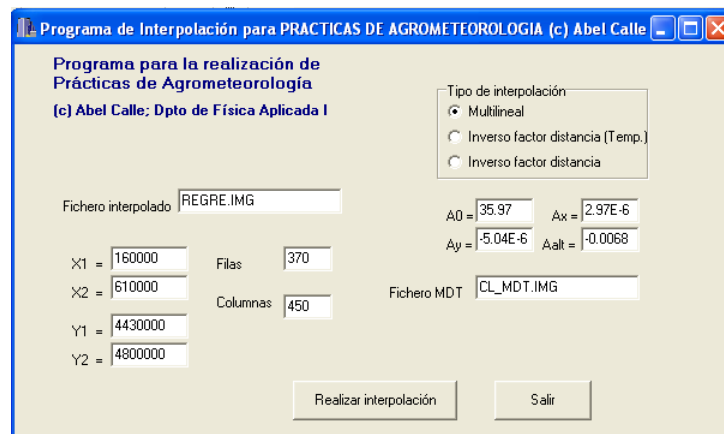 Programa de Interpolación para PRACTICAS DE AGROMETEOROLOGIA (c) Abel Calle
Programa para la realización de
Prácticas de Agrometeorología
(c) Abel Calle; Dpto de Física Aplicada I
Tipo de interpolación
Multilineal
Inverso factor distancia (Temp.)
Inverso factor distancia
Fichero interpolado REGRE.IMG
A0 = 35.97 Ax = 2.97E-6
Ay = -5.04E-6 Aalt = -0.0068
X1 = 160000 Filas 370
X2 = 610000 Columnas 450
Fichero MDT CL_MDT.IMG
Y1 = 4430000
Y2 = 4800000
Realizar interpolación Salir